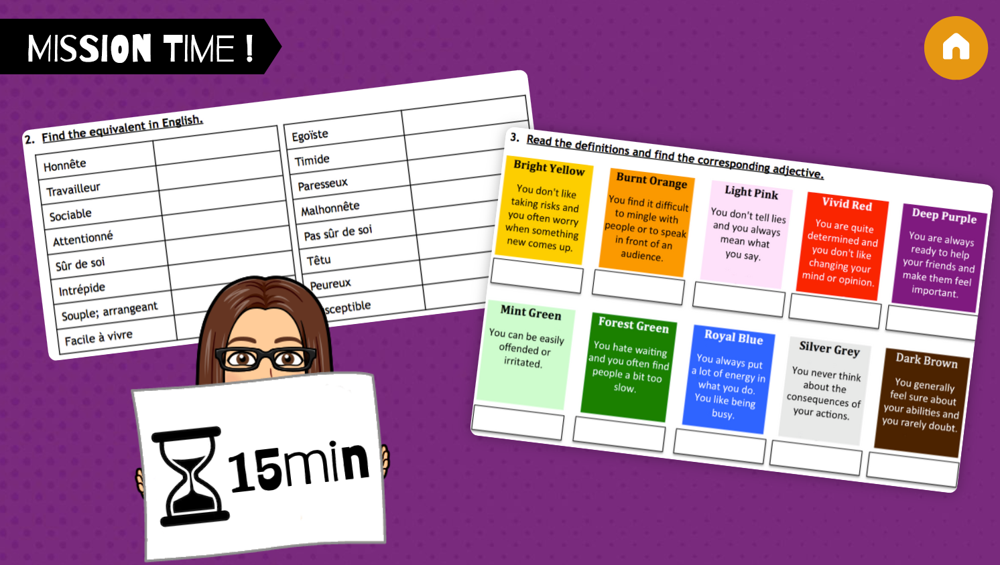 MISSION TIME !
2. Find the equivalent in English.
Honnête
Travailleur
Sociable
Attentionné
Sûr de soi
Intrépide
Souple; arrangeant
Facile à vivre
Egoïste
Timide
Paresseux
Malhonnête
Pas sûr de soi
Têtu
Peureux
sceptible
3. Read the definitions and find the corresponding adjective.
Bright Yellow
You don't like
taking risks and
you often worry
when something
new comes up.
Burnt Orange
You find it difficult
to mingle with
people or to speak
in front of an
audience.
Light Pink
You don't tell lies
and you always
mean what
you say.
Vivid Red
You are quite
determined and
you don't like
changing your
mind or opinion.
Deep Purple
You are always
ready to help
your friends and
make them feel
important.
Mint Green
You can be easily
offended or
irritated.
Forest Green
You hate waiting
and you often find
people a bit too
slow.
Royal Blue
You always put
a lot of energy in
what you do.
You like being
busy.
Silver Grey
You never think
about the
consequences of
your actions.
Dark Brown
You generally
feel sure about
your abilities and
you rarely doubt.
15min